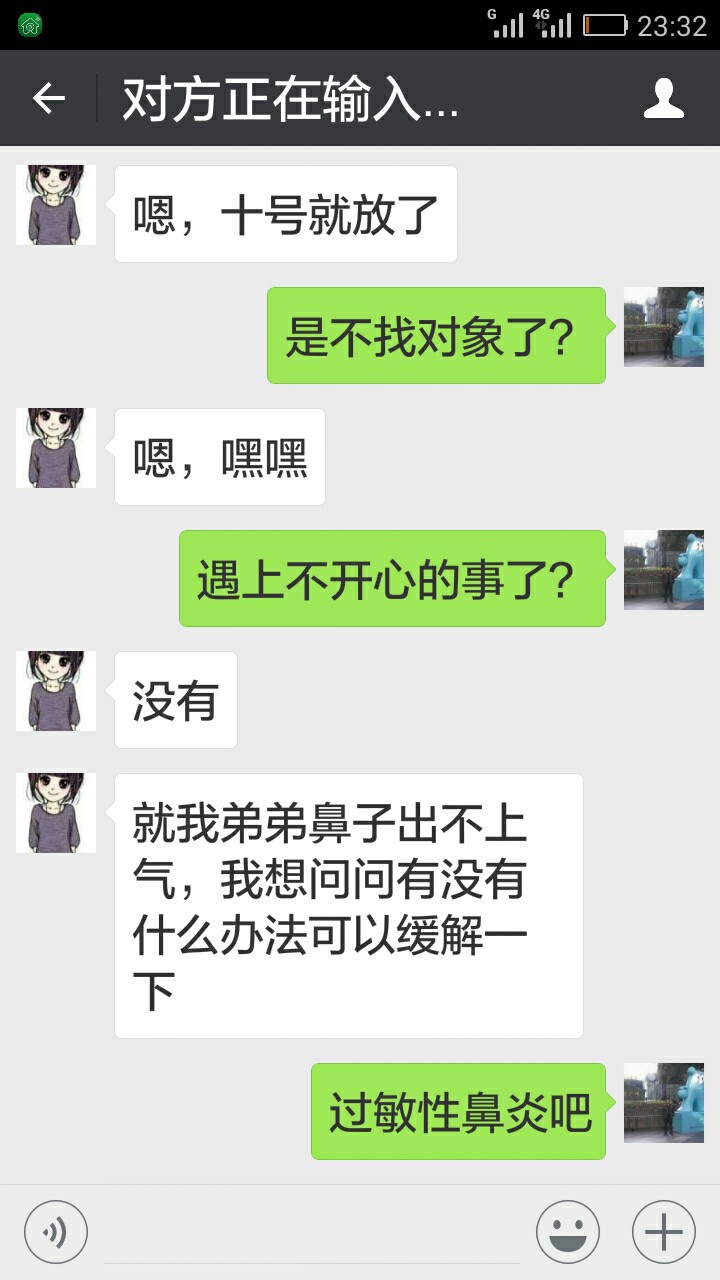 G 4G 23:32
对方正在输入...
嗯，十号就放了
是不找对象了?
嗯，嘿嘿
遇上不开心的事了?
没有
就我弟弟鼻子出不上
气，我想问问有没有
什么办法可以缓解一
下
过敏性鼻炎吧